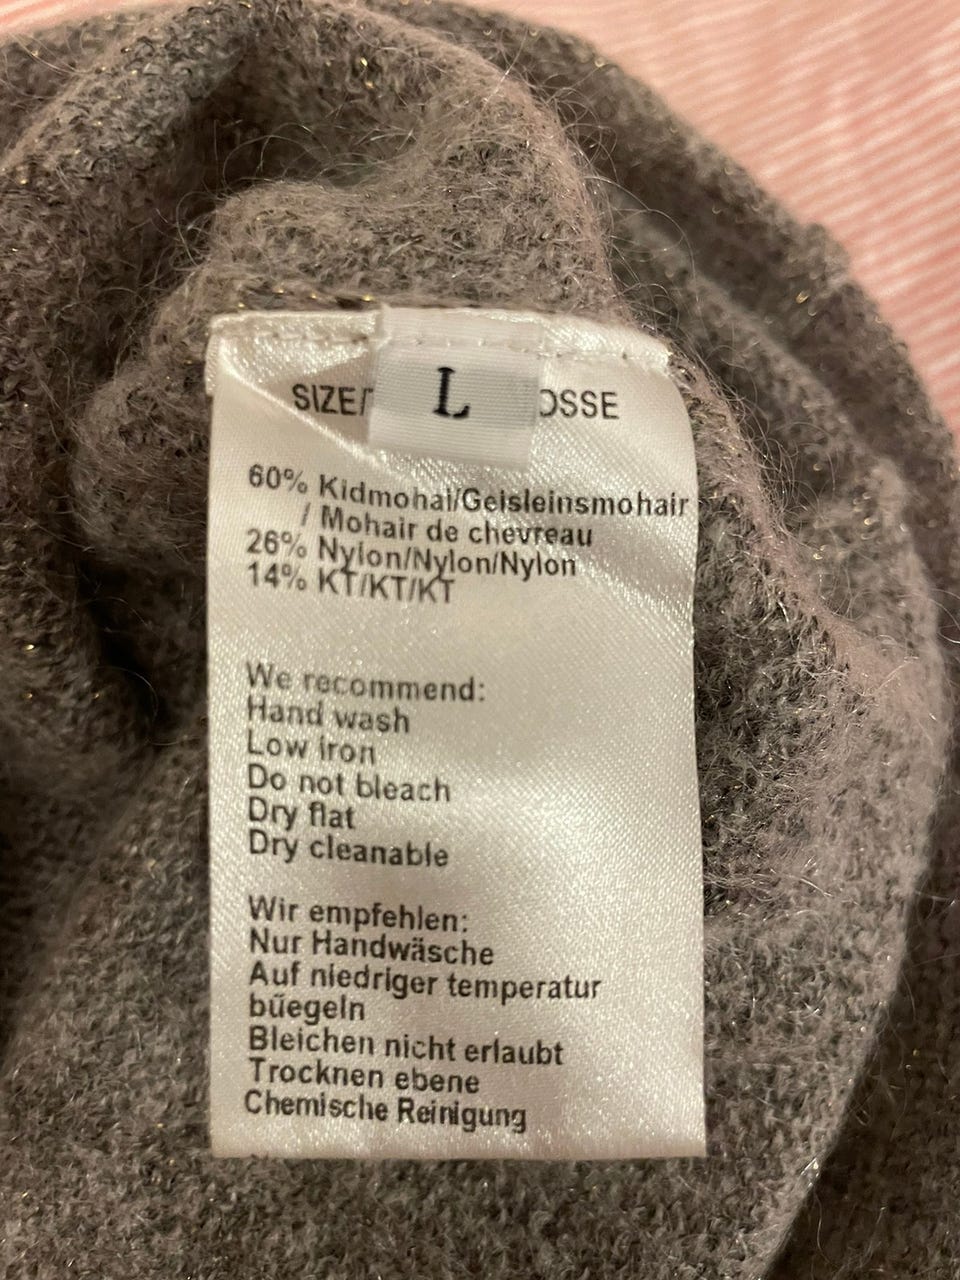 SIZE/
L
OSSE
60% Kidmohai/Geisleinsmohair
/ Mohair de chevreau
26% Nylon/Nylon/Nylon
14% KT/KT/KT
We recommend:
Hand wash
Low iron
Do not bleach
Dry flat
Dry cleanable
Wir empfehlen:
Nur Handwäsche
Auf niedriger temperatur
bűegeln
Bleichen nicht erlaubt
Trocknen ebene
Chemische Reinigung